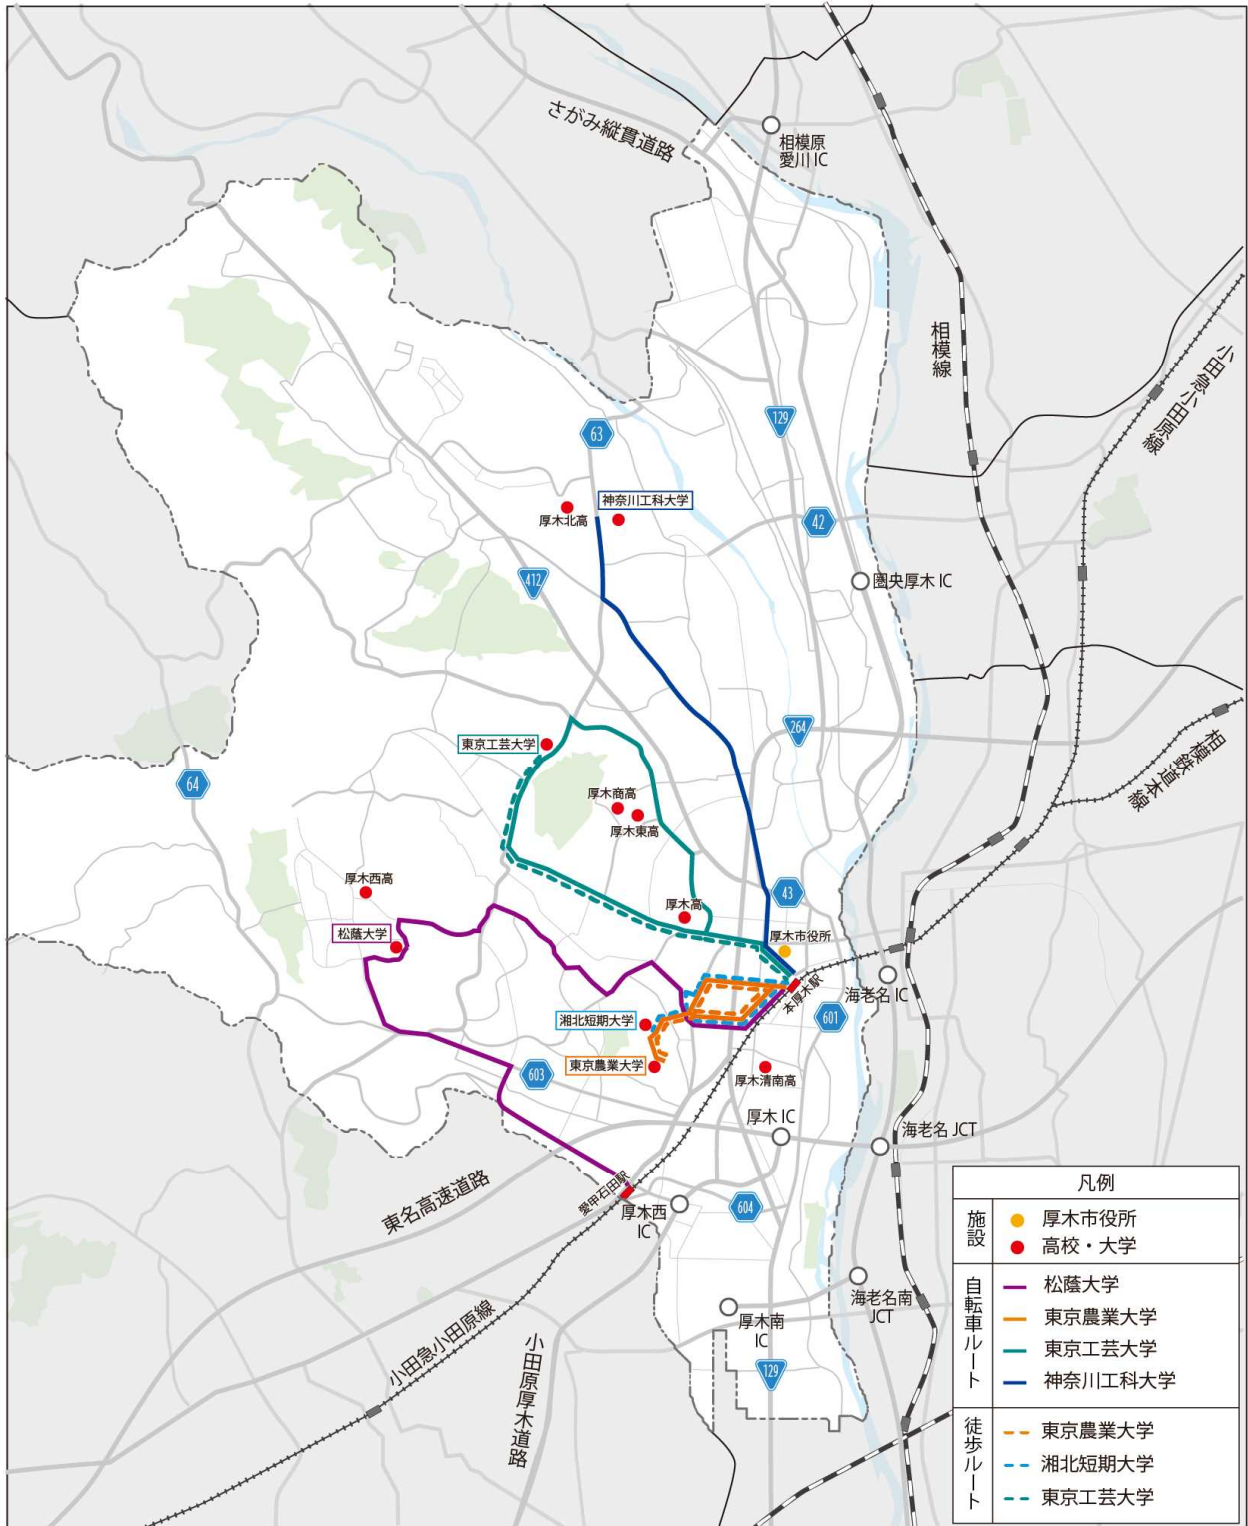 さがみ縦貫道路
相模原
愛川 IC
相模線
小田急小田原線
63
129
神奈川工科大学
厚木北高
42
412
圏央厚木 IC
264
相模鉄道本線
東京工芸大学
64
厚木商高
厚木東高
厚木西高
43
厚木高
松蔭大学
厚木市役所
本厚木駅
海老名 IC
湘北短期大学
601
東京農業大学
603
厚木清南高
厚木 IC
海老名 JCT
東名高速道路
愛甲石田駅
厚木西
IC
604
海老名南
JCT
厚木南
IC
小田急小田原線
小田原厚木道路
129
凡例
施設
厚木市役所
高校・大学
自転車ルート
松蔭大学
東京農業大学
東京工芸大学
神奈川工科大学
徒歩ルート
東京農業大学
湘北短期大学
東京工芸大学